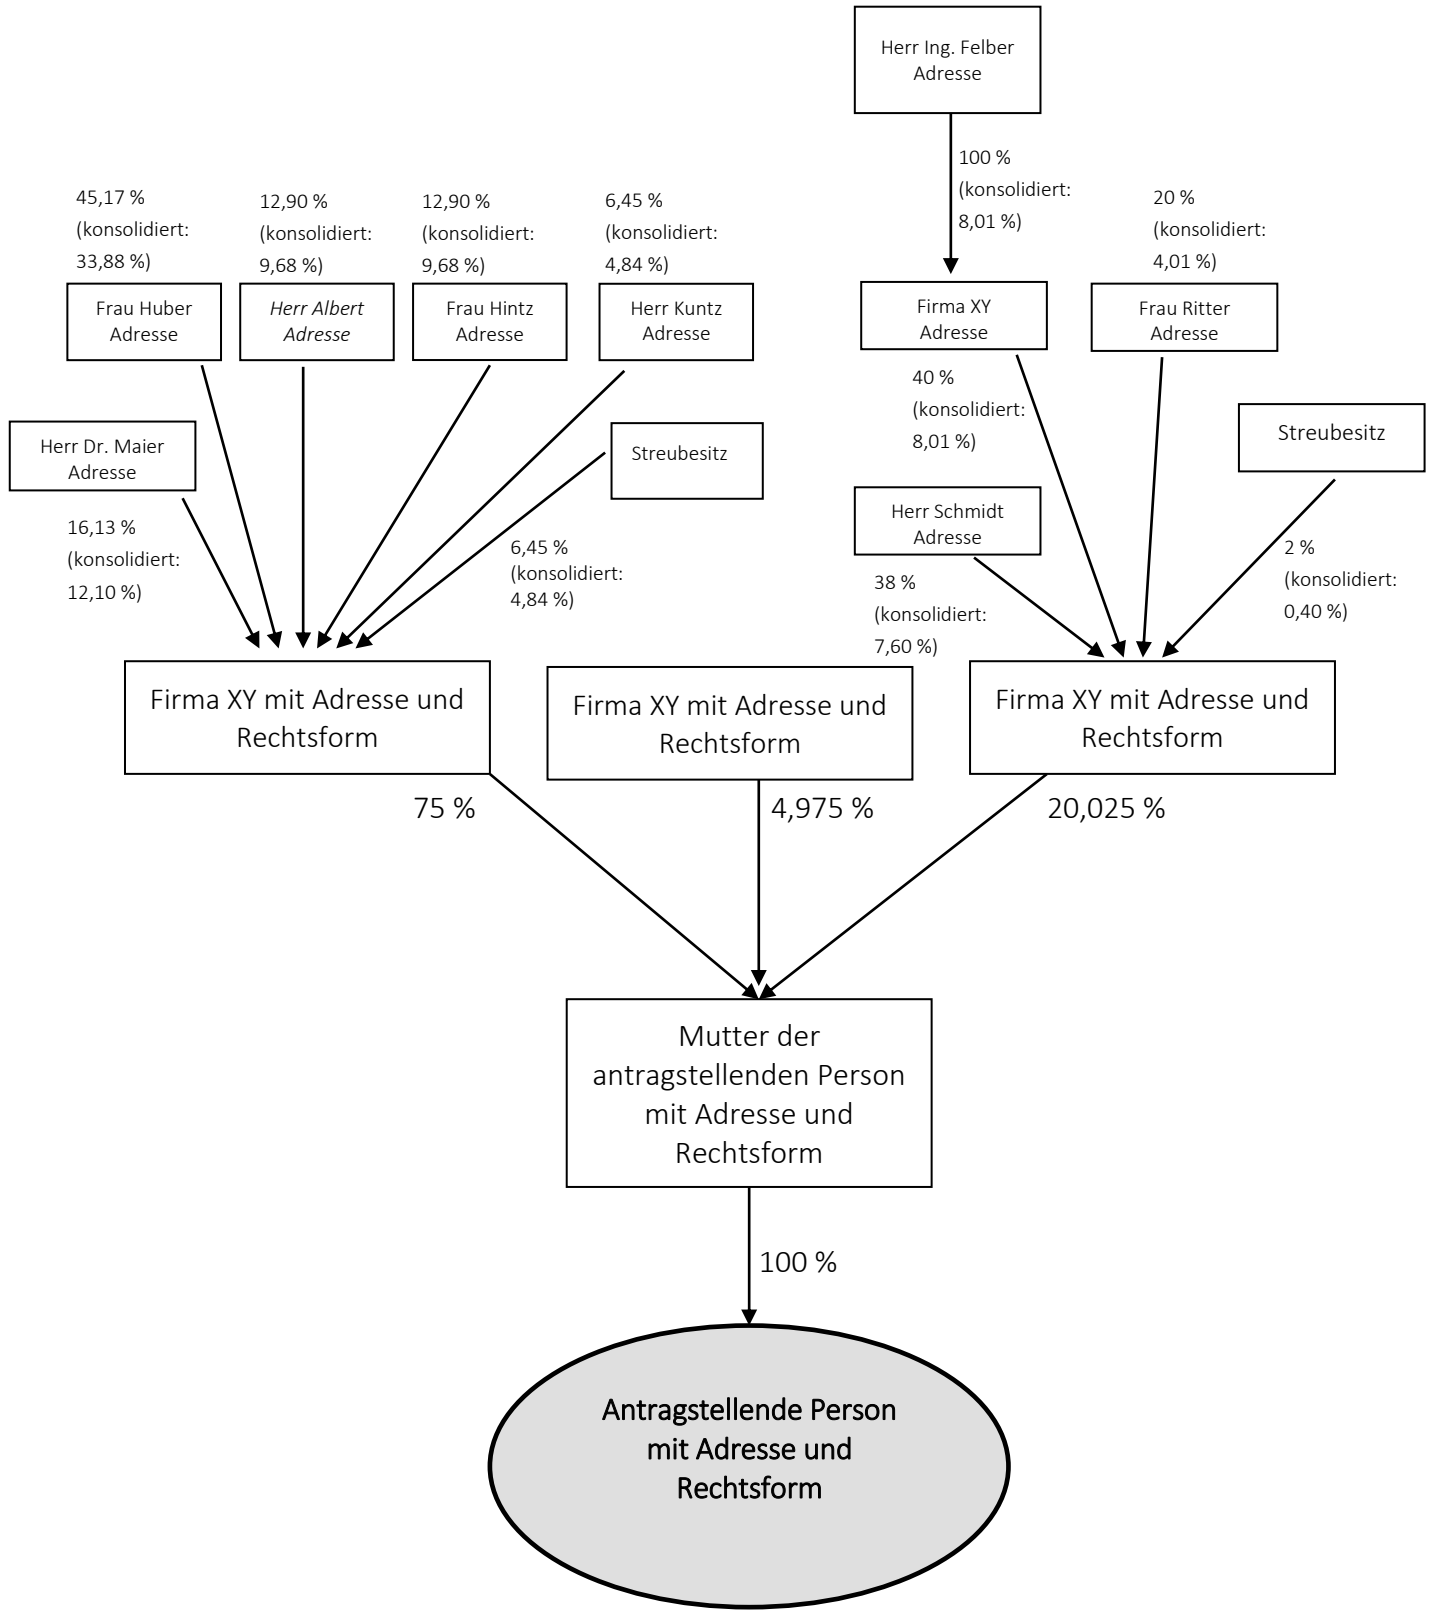 Herr Ing. Felber
Adresse
100 %
(konsolidiert:
8,01 %)
45,17 %
(konsolidiert:
33,88 %)
12,90 %
(konsolidiert:
9,68 %)
12,90 %
(konsolidiert:
9,68 %)
6,45 %
(konsolidiert:
4,84 %)
20 %
(konsolidiert:
4,01 %)
Frau Huber
Adresse
Herr Albert
Adresse
Frau Hintz
Adresse
Herr Kuntz
Adresse
Firma XY
Adresse
Frau Ritter
Adresse
40 %
(konsolidiert:
8,01 %)
Herr Dr. Maier
Adresse
Streubesitz
Streubesitz
16,13 %
(konsolidiert:
12,10 %)
6,45 %
(konsolidiert:
4,84 %)
Herr Schmidt
Adresse
38 %
(konsolidiert:
7,60 %)
2 %
(konsolidiert:
0,40 %)
Firma XY mit Adresse und
Rechtsform
Firma XY mit Adresse und
Rechtsform
Firma XY mit Adresse und
Rechtsform
75 %
4,975 %
20,025 %
Mutter der
antragstellenden Person
mit Adresse und
Rechtsform
100 %
Antragstellende Person
mit Adresse und
Rechtsform